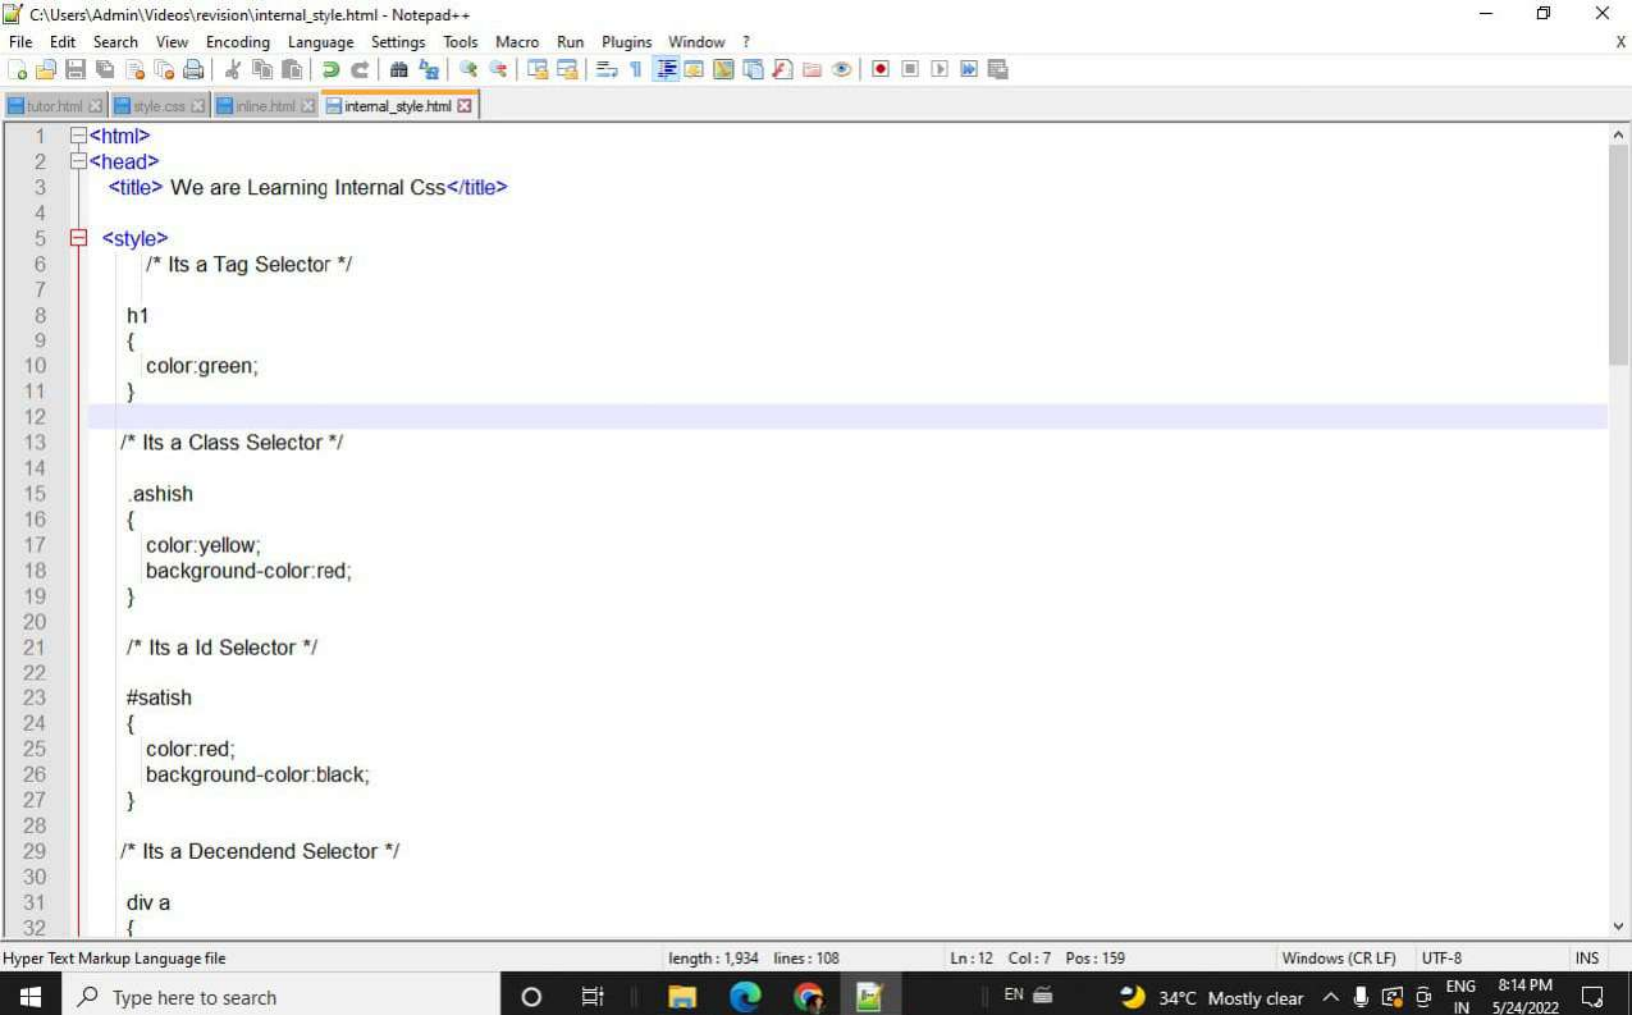 C:\Users\Admin\Videos\revision\internal_style.html - Notepad++
File Edit Search View Encoding Language Settings Tools Macro Run Plugins Window ? X
tutor.html style.css inline.html internal_style.html
1 <html>
2 <head>
3 <title> We are Learning Internal Css</title>
4
5 <style>
6 /* Its a Tag Selector */
7
8 h1
9 {
10 color:green;
11 }
12
13 /* Its a Class Selector */
14
15 .ashish
16 {
17 color:yellow;
18 background-color:red;
19 }
20
21 /* Its a Id Selector */
22
23 #satish
24 {
25 color:red;
26 background-color:black;
27 }
28
29 /* Its a Decendend Selector */
30
31 div a
32 {
Hyper Text Markup Language file length : 1,934 lines : 108 Ln : 12 Col : 7 Pos : 159 Windows (CR LF) UTF-8 INS
Type here to search EN 34°C Mostly clear ENG IN 8:14 PM 5/24/2022